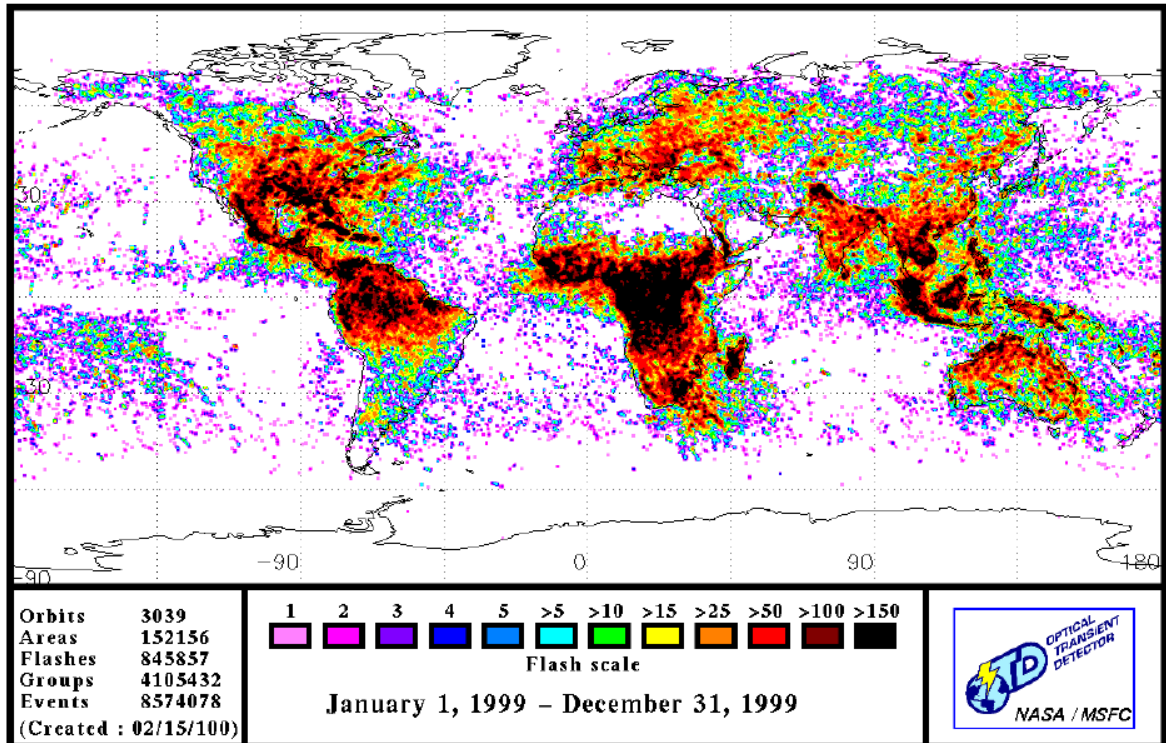 30
30
-90
-90 0 90 180
Orbits 3039
Areas 152156
Flashes 845857
Groups 4105432
Events 8574078
(Created : 02/15/100)
1 2 3 4 5 >5 >10 >15 >25 >50 >100 >150
Flash scale
January 1, 1999 – December 31, 1999
OTD
OPTICAL
TRANSIENT
DETECTOR
NASA / MSFC